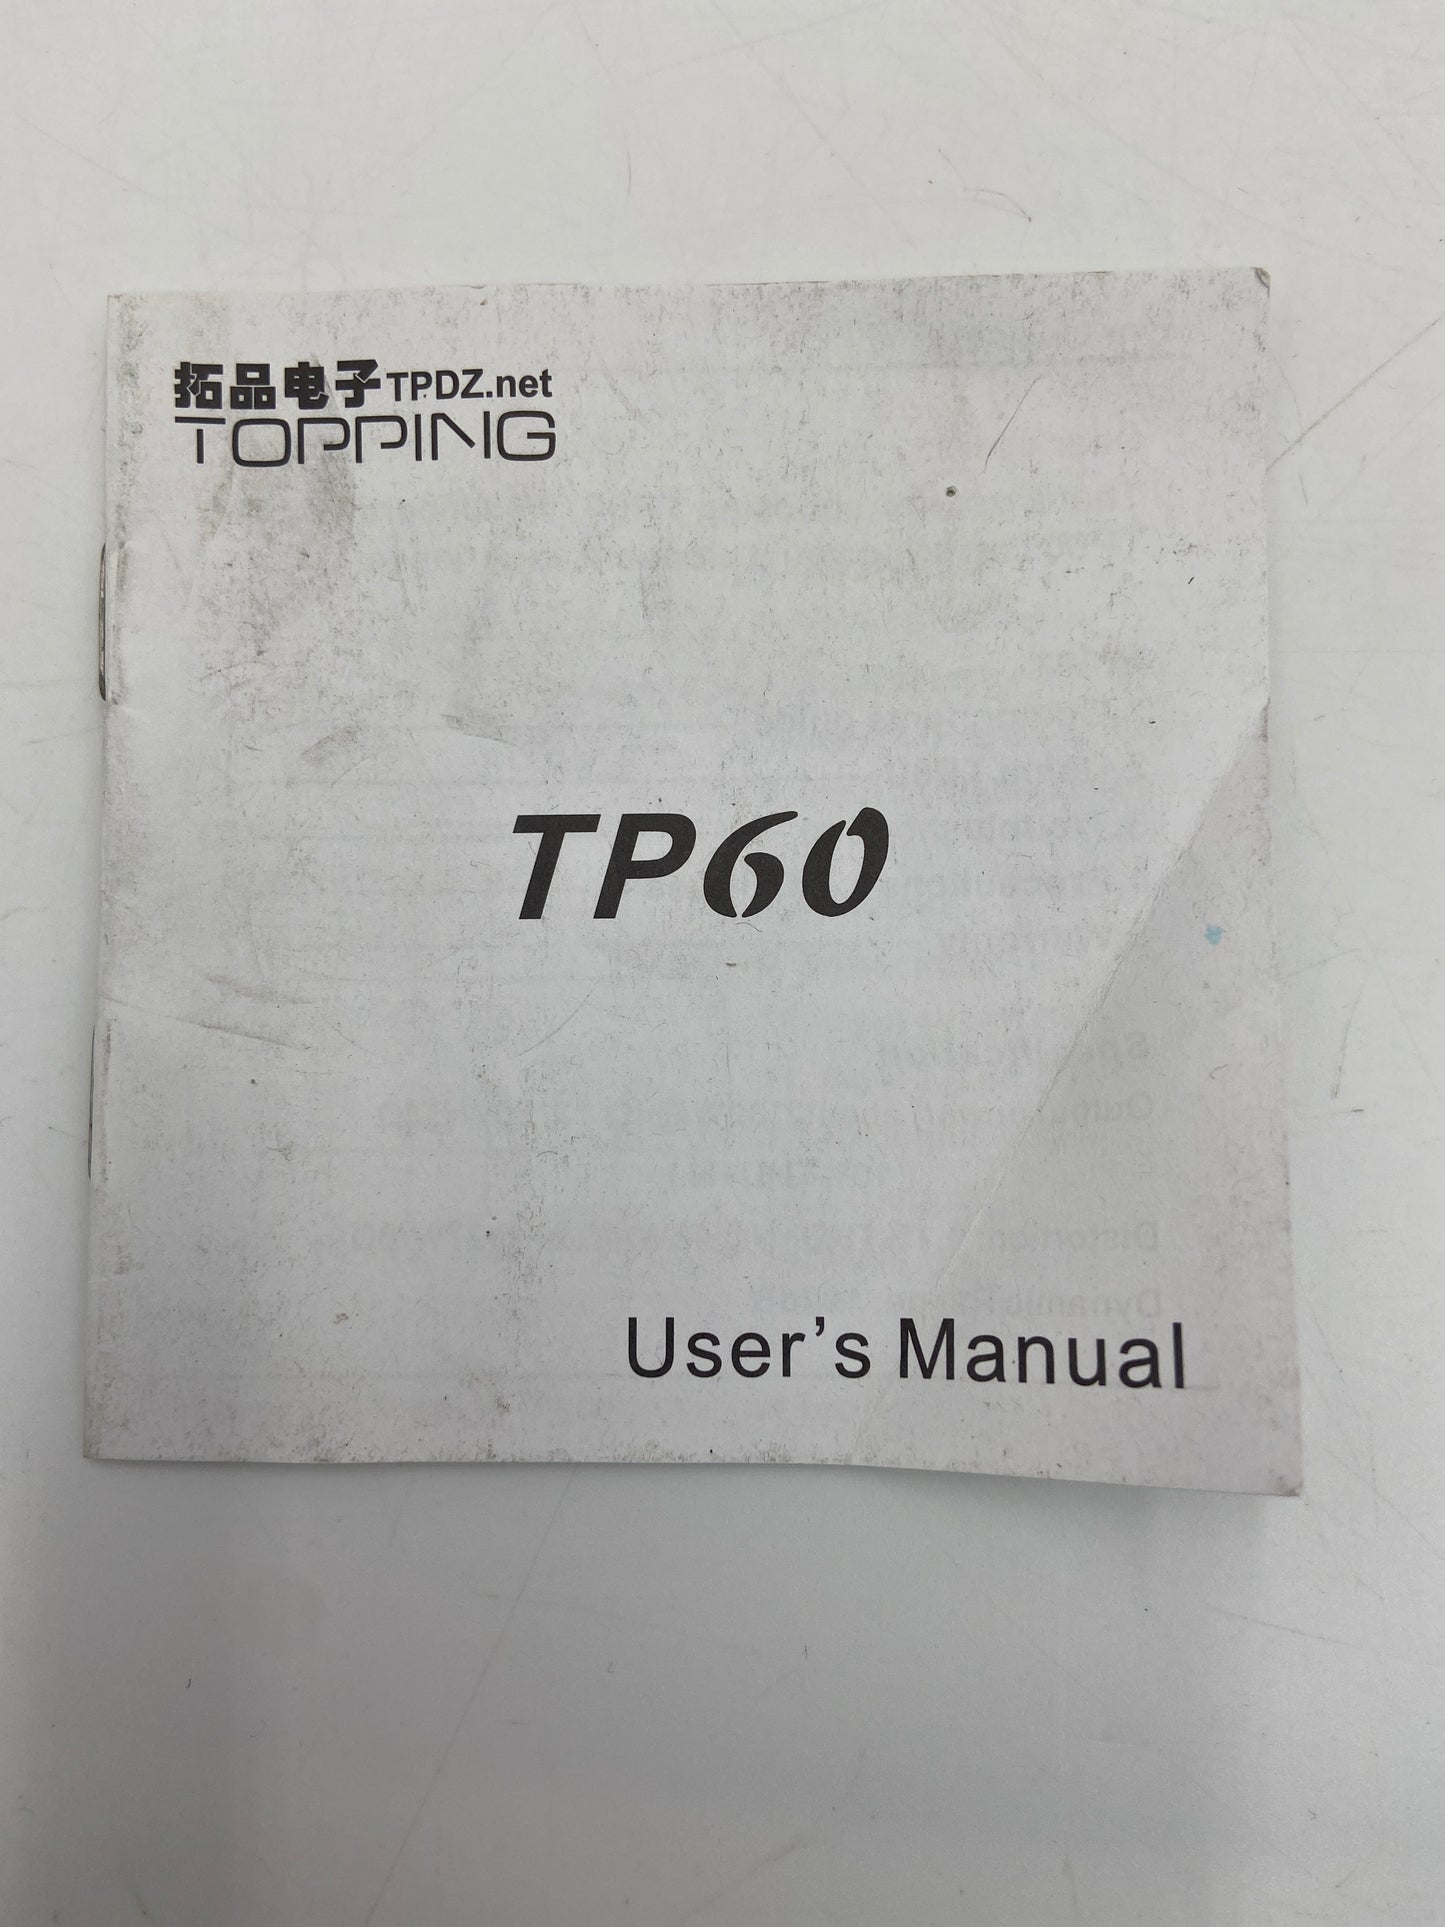 拓品电子TPDZ.net
TOPPING
TP60
User's Manual